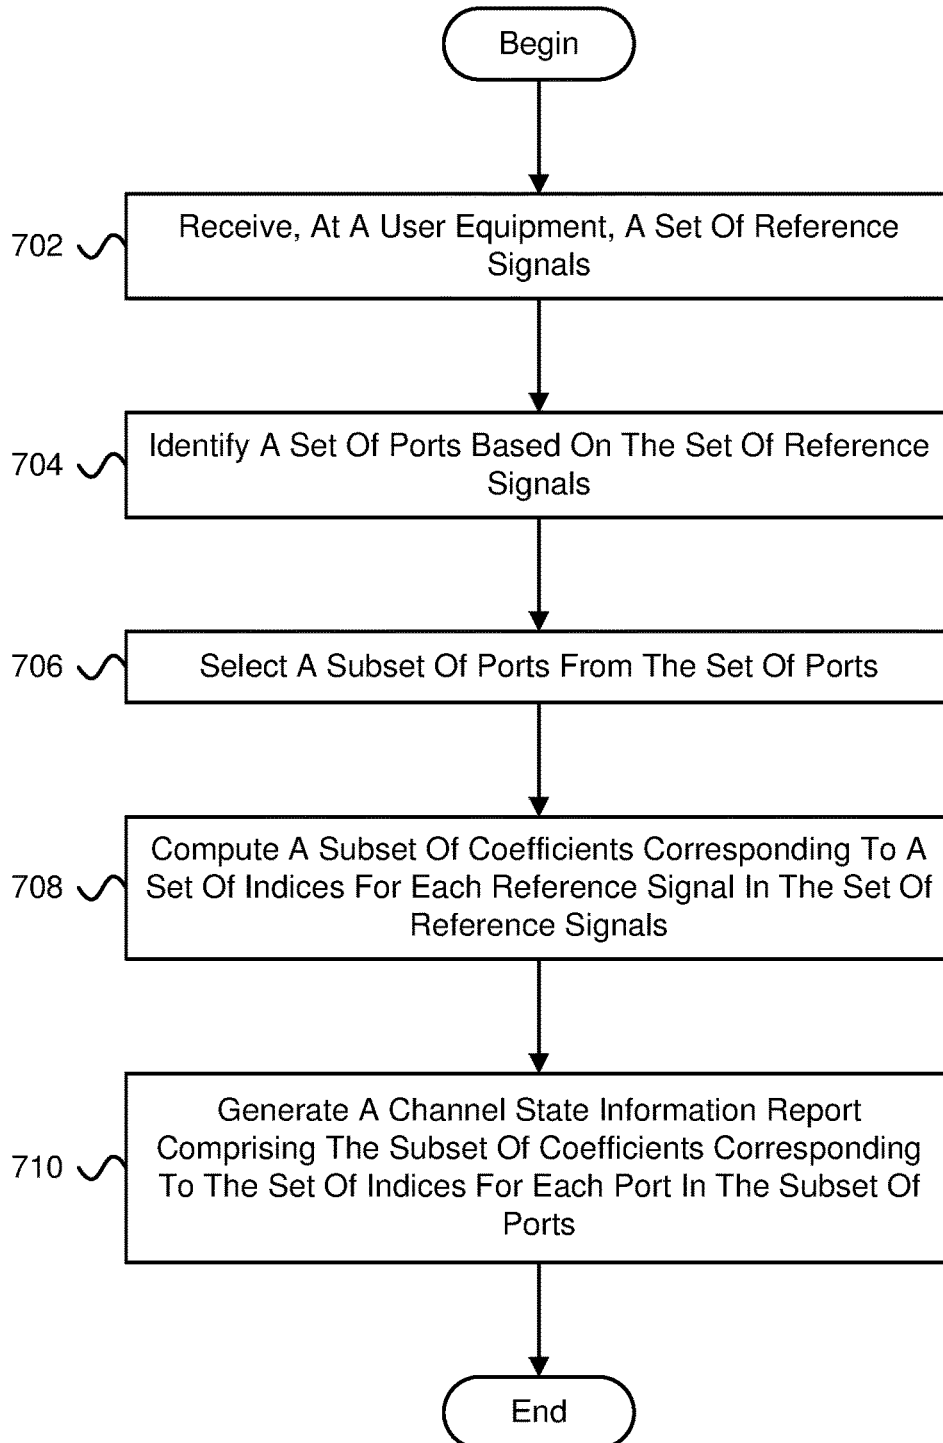 Begin
702
Receive, At A User Equipment, A Set Of Reference
Signals
704
Identify A Set Of Ports Based On The Set Of Reference
Signals
706
Select A Subset Of Ports From The Set Of Ports
708
Compute A Subset Of Coefficients Corresponding To A
Set Of Indices For Each Reference Signal In The Set Of
Reference Signals
710
Generate A Channel State Information Report
Comprising The Subset Of Coefficients Corresponding
To The Set Of Indices For Each Port In The Subset Of
Ports
End